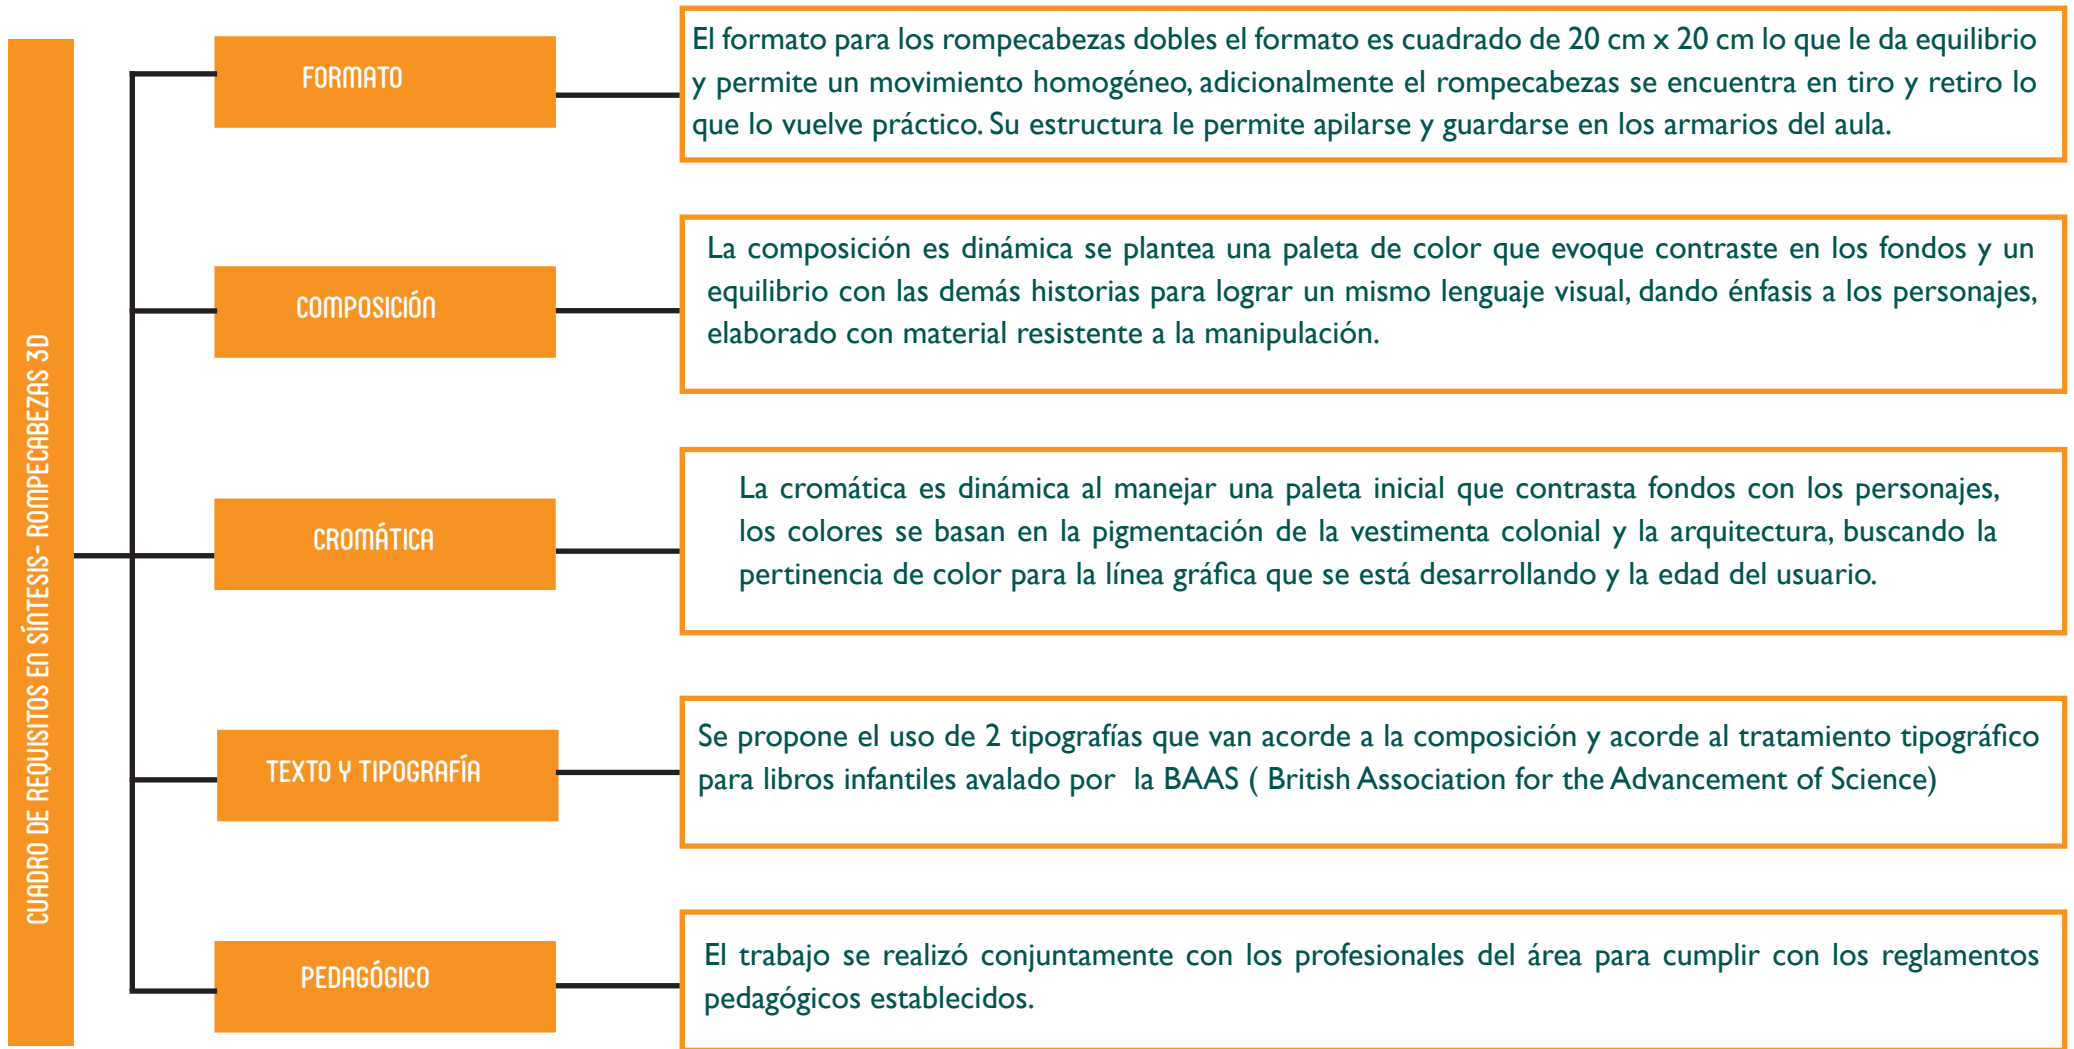 CUADRO DE REQUISITOS EN SÍNTESIS- ROMPECABEZAS 3D
FORMATO
El formato para los rompecabezas dobles el formato es cuadrado de 20 cm x 20 cm lo que le da equilibrio
y permite un movimiento homogéneo, adicionalmente el rompecabezas se encuentra en tiro y retiro lo
que lo vuelve práctico. Su estructura le permite apilarse y guardarse en los armarios del aula.
COMPOSICIÓN
La composición es dinámica se plantea una paleta de color que evoque contraste en los fondos y un
equilibrio con las demás historias para lograr un mismo lenguaje visual, dando énfasis a los personajes,
elaborado con material resistente a la manipulación.
CROMÁTICA
La cromática es dinámica al manejar una paleta inicial que contrasta fondos con los personajes,
los colores se basan en la pigmentación de la vestimenta colonial y la arquitectura, buscando la
pertinencia de color para la línea gráfica que se está desarrollando y la edad del usuario.
TEXTO Y TIPOGRAFÍA
Se propone el uso de 2 tipografías que van acorde a la composición y acorde al tratamiento tipográfico
para libros infantiles avalado por  la BAAS ( British Association for the Advancement of Science)
PEDAGÓGICO
El trabajo se realizó conjuntamente con los profesionales del área para cumplir con los reglamentos
pedagógicos establecidos.